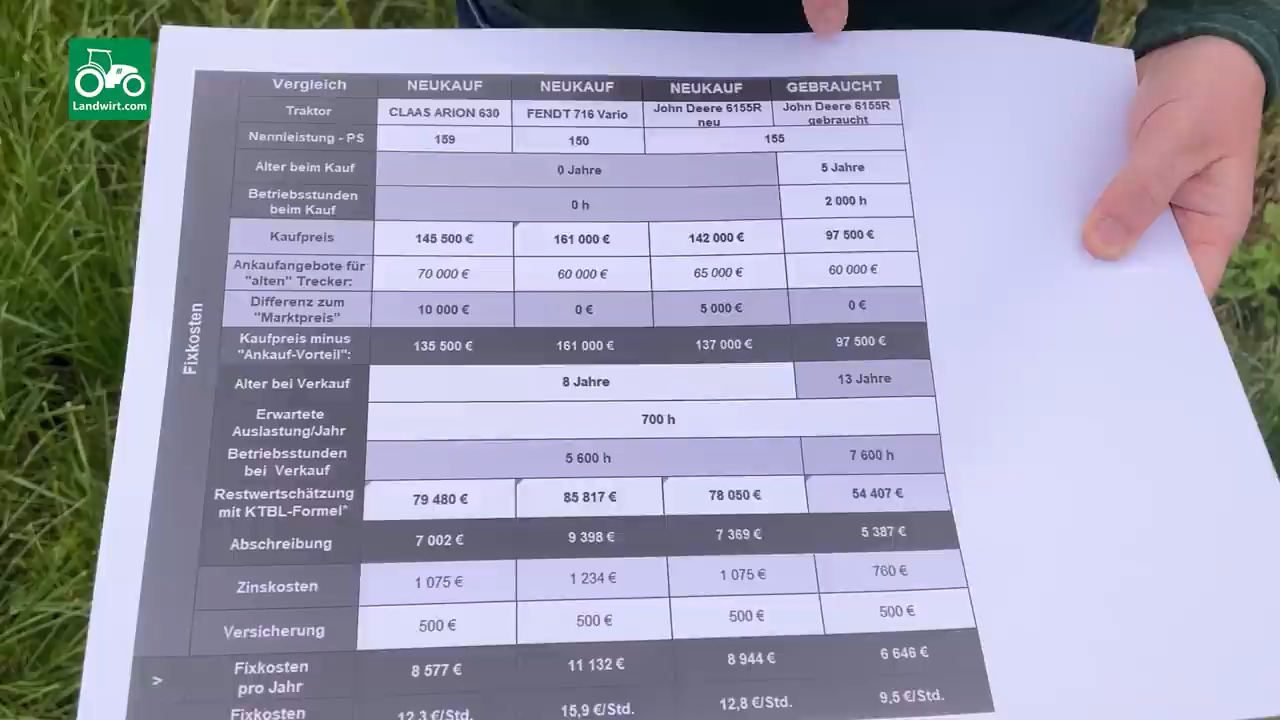 Landwirt.com
Vergleich NEUKAUF NEUKAUF NEUKAUF GEBRAUCHT
Traktor CLAAS ARION 630 FENDT 716 Vario John Deere 6155R neu John Deere 6155R gebraucht
Nennleistung - PS 159 150 155
Alter beim Kauf 0 Jahre 5 Jahre
Betriebsstunden beim Kauf 0 h 2 000 h
Kaufpreis 145 500 € 161 000 € 142 000 € 97 500 €
Ankaufangebote für "alten" Trecker: 70 000 € 60 000 € 65 000 € 60 000 €
Differenz zum "Marktpreis" 10 000 € 0 € 5 000 € 0 €
Kaufpreis minus "Ankauf-Vorteil": 135 500 € 161 000 € 137 000 € 97 500 €
Alter bei Verkauf 8 Jahre 13 Jahre
Erwartete Auslastung/Jahr 700 h
Betriebsstunden bei Verkauf 5 600 h 7 600 h
Restwertschätzung mit KTBL-Formel* 79 480 € 85 817 € 78 050 € 54 407 €
Abschreibung 7 002 € 9 398 € 7 369 € 5 387 €
Zinskosten 1 075 € 1 234 € 1 075 € 760 €
Versicherung 500 € 500 € 500 € 500 €
> Fixkosten pro Jahr 8 577 € 11 132 € 8 944 € 6 646 €
Fixkosten 12,3 €/Std. 15,9 €/Std. 12,8 €/Std. 9,5 €/Std.
Fixkosten